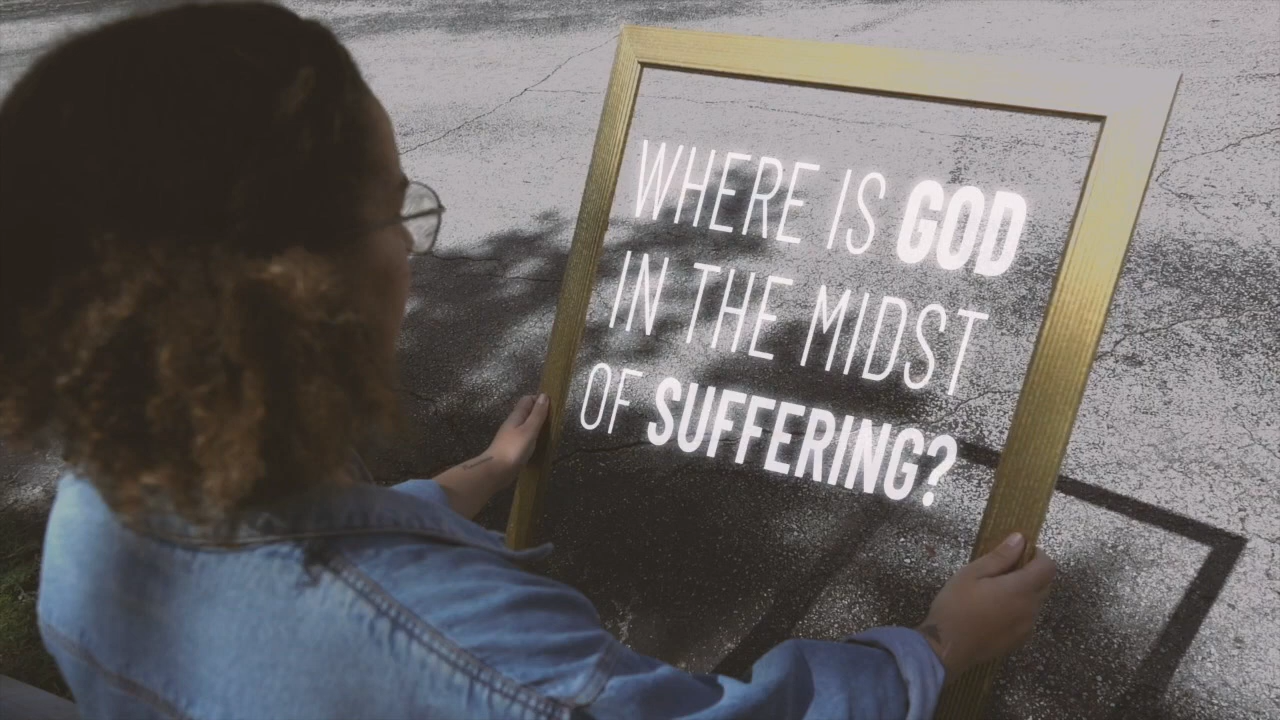 WHERE IS GOD
IN THE MIDST
OF SUFFERING?